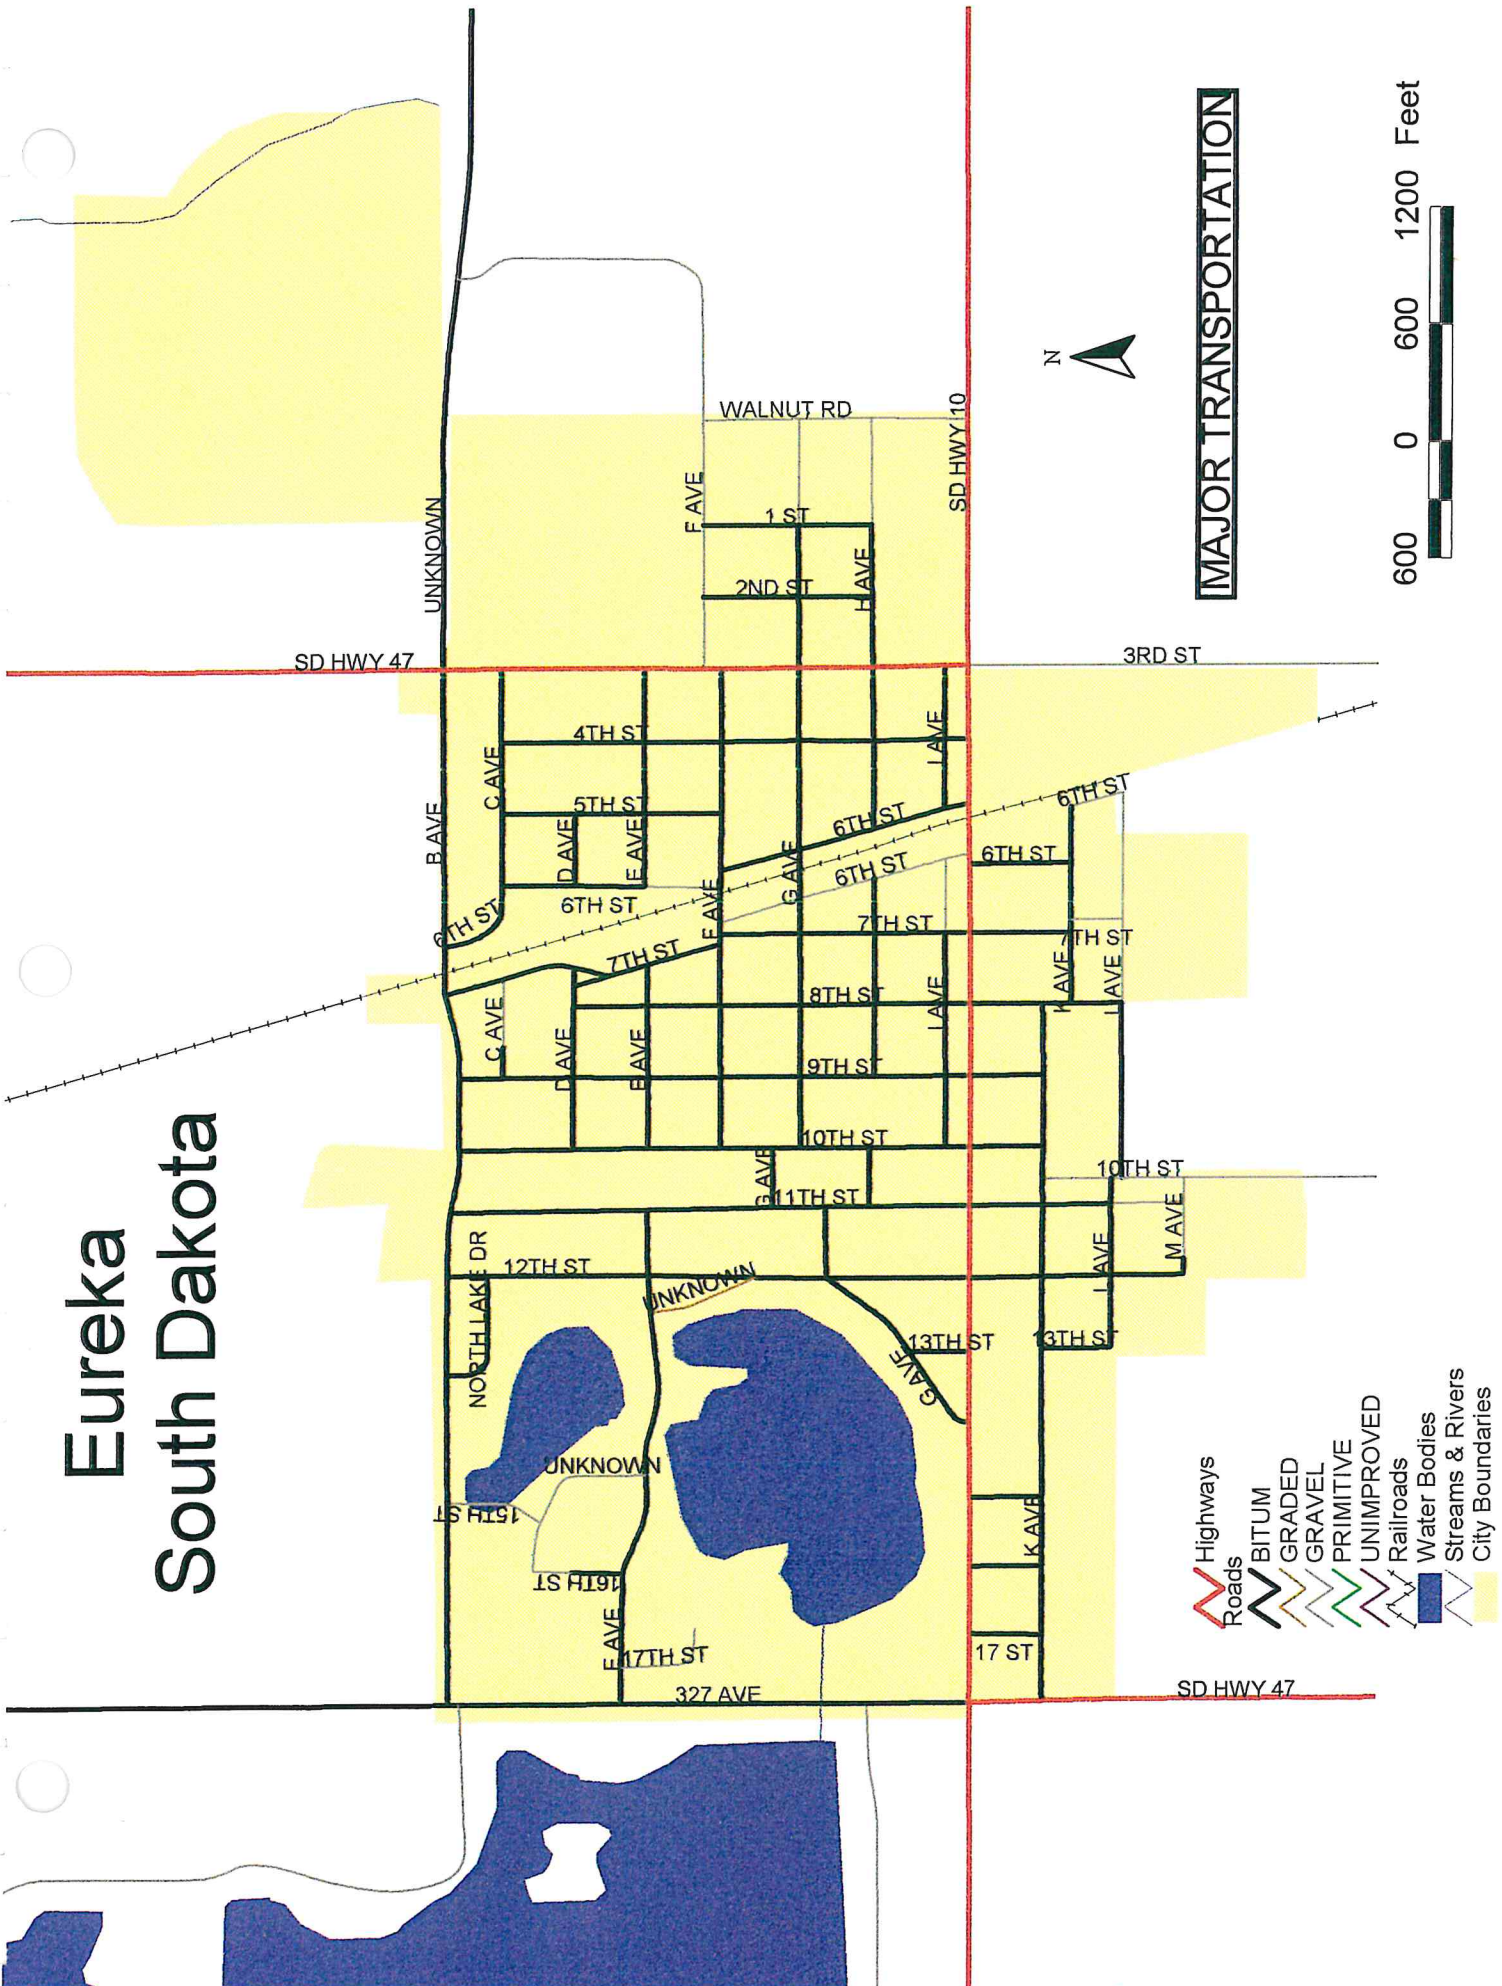 Eureka
South Dakota
SD HWY 47
UNKNOWN
B AVE
WALNUT RD
F AVE
1 ST
2ND ST
H AVE
SD HWY 10
3RD ST
4TH ST
C AVE
5TH ST
D AVE
E AVE
6TH ST
6TH ST
F AVE
G AVE
6TH ST
6TH ST
I AVE
6TH ST
6TH ST
7TH ST
7TH ST
7TH ST
K AVE
L AVE
8TH ST
I AVE
C AVE
D AVE
E AVE
9TH ST
10TH ST
10TH ST
G AVE
11TH ST
M AVE
L AVE
NORTH LAKE DR
12TH ST
UNKNOWN
13TH ST
13TH ST
G AVE
UNKNOWN
15TH ST
16TH ST
E AVE
17TH ST
327 AVE
K AVE
17 ST
SD HWY 47
N
MAJOR TRANSPORTATION
600 0 600 1200 Feet
Highways
Roads
BITUM
GRADED
GRAVEL
PRIMITIVE
UNIMPROVED
Railroads
Water Bodies
Streams & Rivers
City Boundaries